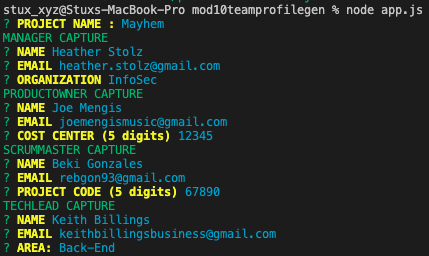 stux_xyz@Stuxs-MacBook-Pro mod10teamprofilegen % node app.js
? PROJECT NAME : Mayhem
MANAGER CAPTURE
? NAME Heather Stolz
? EMAIL heather.stolz@gmail.com
? ORGANIZATION InfoSec
PRODUCTOWNER CAPTURE
? NAME Joe Mengis
? EMAIL joemengismusic@gmail.com
? COST CENTER (5 digits) 12345
SCRUMMASTER CAPTURE
? NAME Beki Gonzales
? EMAIL rebgon93@gmail.com
? PROJECT CODE (5 digits) 67890
TECHLEAD CAPTURE
? NAME Keith Billings
? EMAIL keithbillingsbusiness@gmail.com
? AREA: Back-End